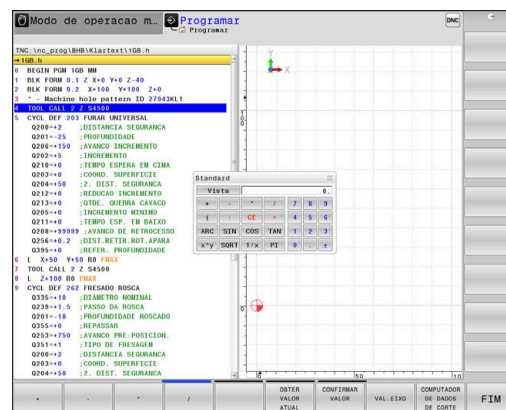 Modo de operacao m...
Programar
Programar
DNC
TNC:\nc_prog\BHB\Klartext\1GB.h
→1GB.h
0 BEGIN PGM 1GB MM
1 BLK FORM 0.1 Z X+0 Y+0 Z-40
2 BLK FORM 0.2 X+100 Y+100 Z+0
3 * - Machine hole pattern ID 27943KL1
4 TOOL CALL 2 Z S4500
5 CYCL DEF 203 FURAR UNIVERSAL
Q200=+2 ;DISTANCIA SEGURANCA
Q201=-25 ;PROFUNDIDADE
Q206=+150 ;AVANCO INCREMENTO
Q202=+5 ;INCREMENTO
Q210=+0 ;TEMPO ESPERA EM CIMA
Q203=+0 ;COORD. SUPERFICIE
Q204=+50 ;2. DIST. SEGURANCA
Q212=+0 ;REDUCAO INCREMENTO
Q213=+0 ;QTDE. QUEBRA CAVACO
Q205=+0 ;INCREMENTO MINIMO
Q211=+0 ;TEMPO ESP. EM BAIXO
Q208=+99999 ;AVANCO DE RETROCESSO
Q256=+0.2 ;DIST.RETIR.ROT.APARA
Q395=+0 ;REFER. PROFUNDIDADE
6 L X+50 Y+50 R0 FMAX
7 TOOL CALL 2 Z S4500
8 L Z+100 R0 FMAX
9 CYCL DEF 262 FRESADO ROSCA
Q335=+10 ;DIAMETRO NOMINAL
Q239=+1.5 ;PASSO DA ROSCA
Q201=-18 ;PROFUNDIDADE ROSCADO
Q355=+0 ;REPASSAR
Q253=+750 ;AVANCO PRE-POSICION.
Q351=+1 ;TIPO DE FRESAGEM
Q200=+2 ;DISTANCIA SEGURANCA
Q203=+0 ;COORD. SUPERFICIE
Q204=+50 ;2. DIST. SEGURANCA
Y
X
100
0
0 50 10
Standard
Vista 0.
+ - * / 7 8 9
( ) CE = 4 5 6
ARC SIN COS TAN 1 2 3
x^y SQRT 1/x PI 0 . ±
+ - * /
OBTER VALOR ATUAL
CONFIRMAR VALOR
VAL.EIXO
COMPUTADOR DE DADOS DE CORTE
FIM